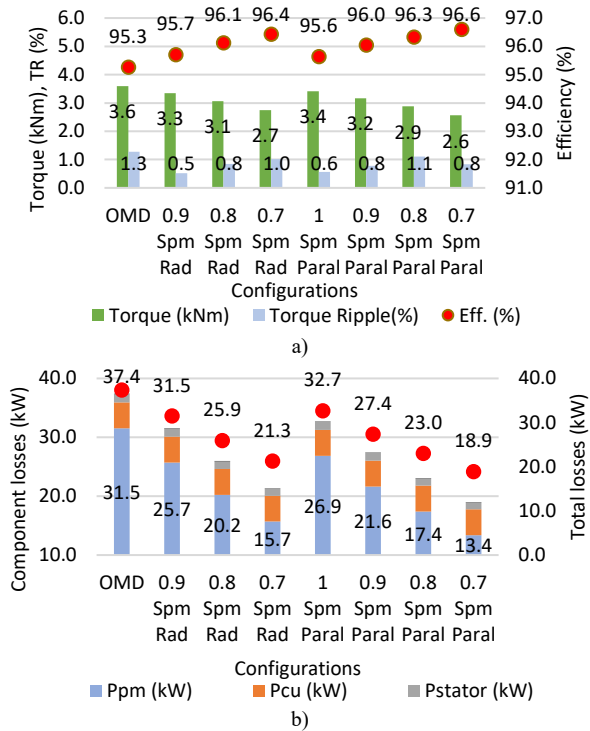 6.0
5.0
4.0
3.0
2.0
1.0
0.0
Torque (kNm), TR (%)
95.3 95.7 96.1 96.4 95.6 96.0 96.3 96.6
3.6 3.3 3.1 2.7 3.4 3.2 2.9 2.6
1.3 0.5 0.8 1.0 0.6 0.8 1.1 0.8
97.0
96.0
95.0
94.0
93.0
92.0
91.0
Efficiency (%)
OMD 0.9 0.8 0.7 1 0.9 0.8 0.7
Spm Spm Spm Spm Spm Spm Spm
Rad Rad Rad Paral Paral Paral Paral
Configurations
Torque (kNm) Torque Ripple(%) Eff. (%)
a)
40.0
30.0
20.0
10.0
Component losses (kW)
37.4 31.5 25.9 21.3 32.7 27.4 23.0 18.9
31.5 25.7 20.2 15.7 26.9 21.6 17.4 13.4
40.0
30.0
20.0
10.0
0.0
Total losses (kW)
OMD 0.9 0.8 0.7 1 0.9 0.8 0.7
Spm Spm Spm Spm Spm Spm Spm
Rad Rad Rad Paral Paral Paral Paral
Configurations
Ppm (kW) Pcu (kW) Pstator (kW)
b)